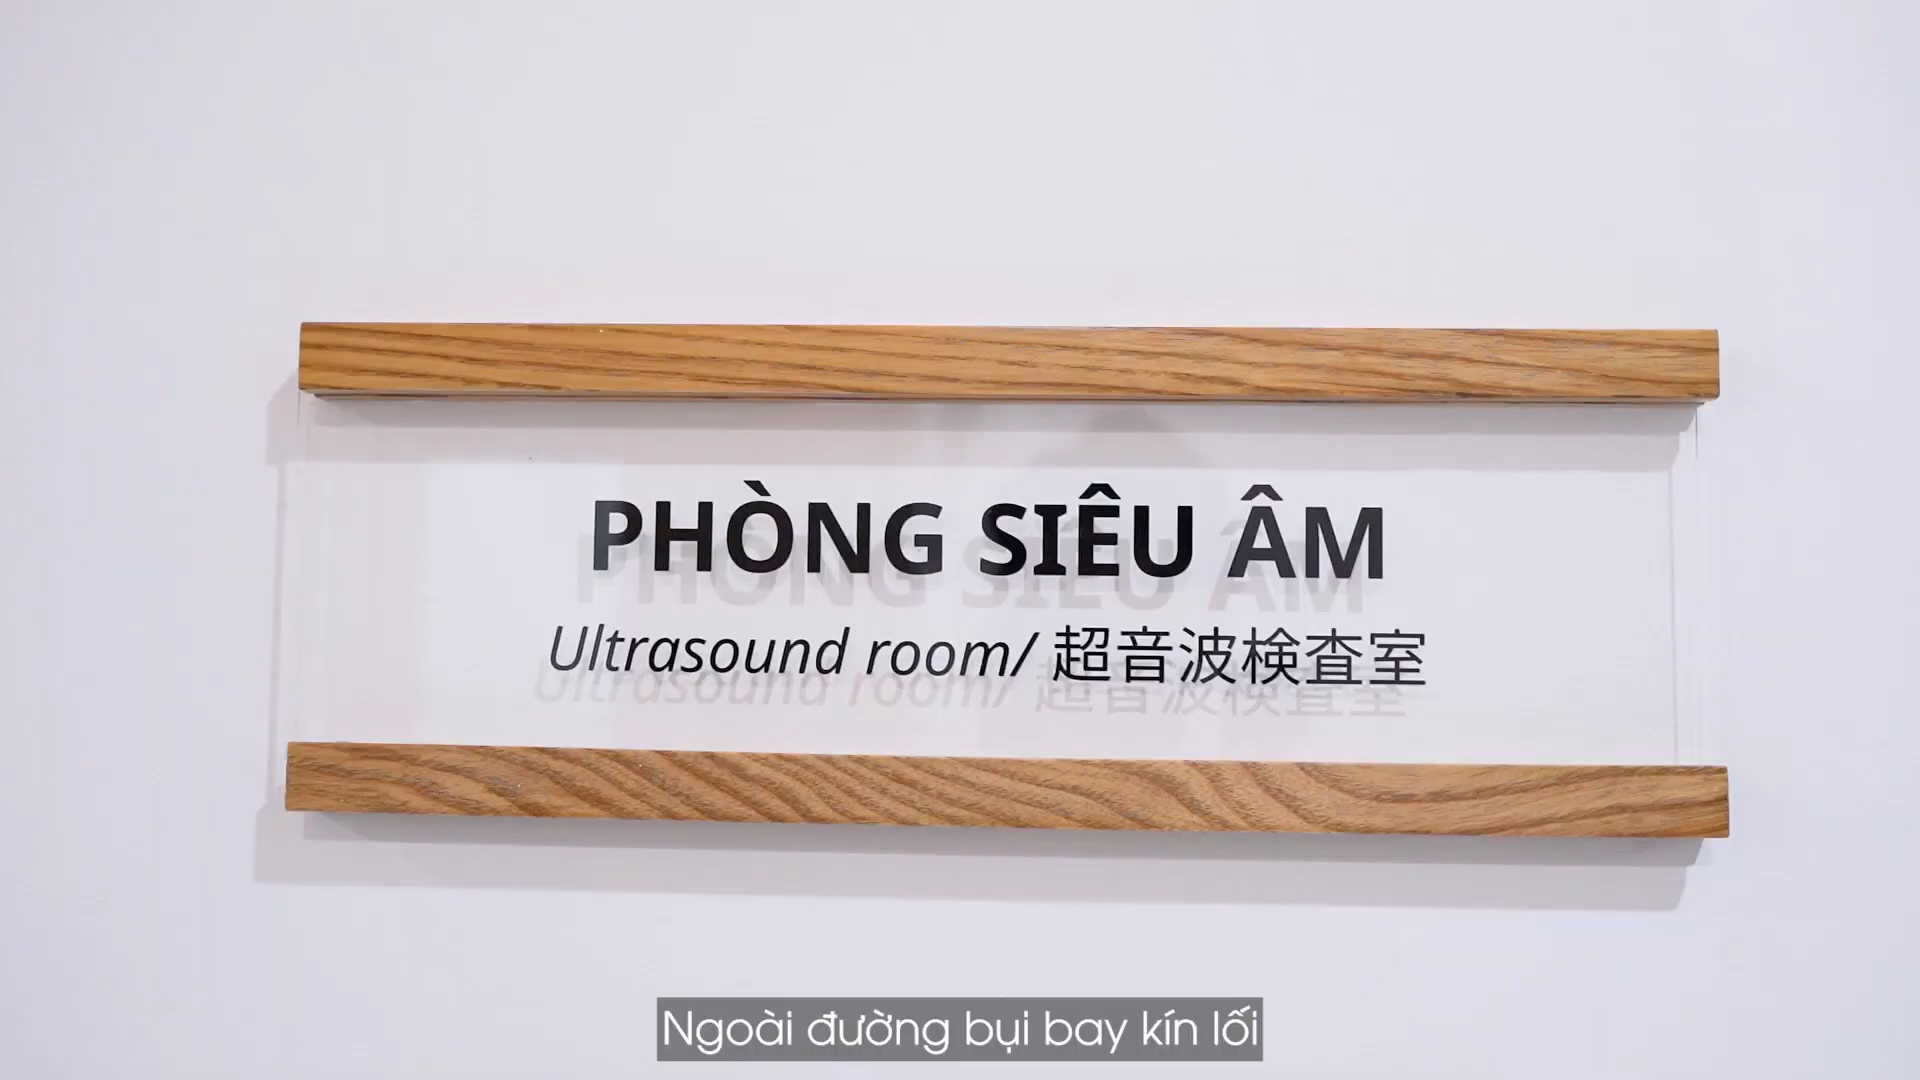 PHÒNG SIÊU ÂM
Ultrasound room/ 超音波検査室
Ngoài đường bụi bay kín lối